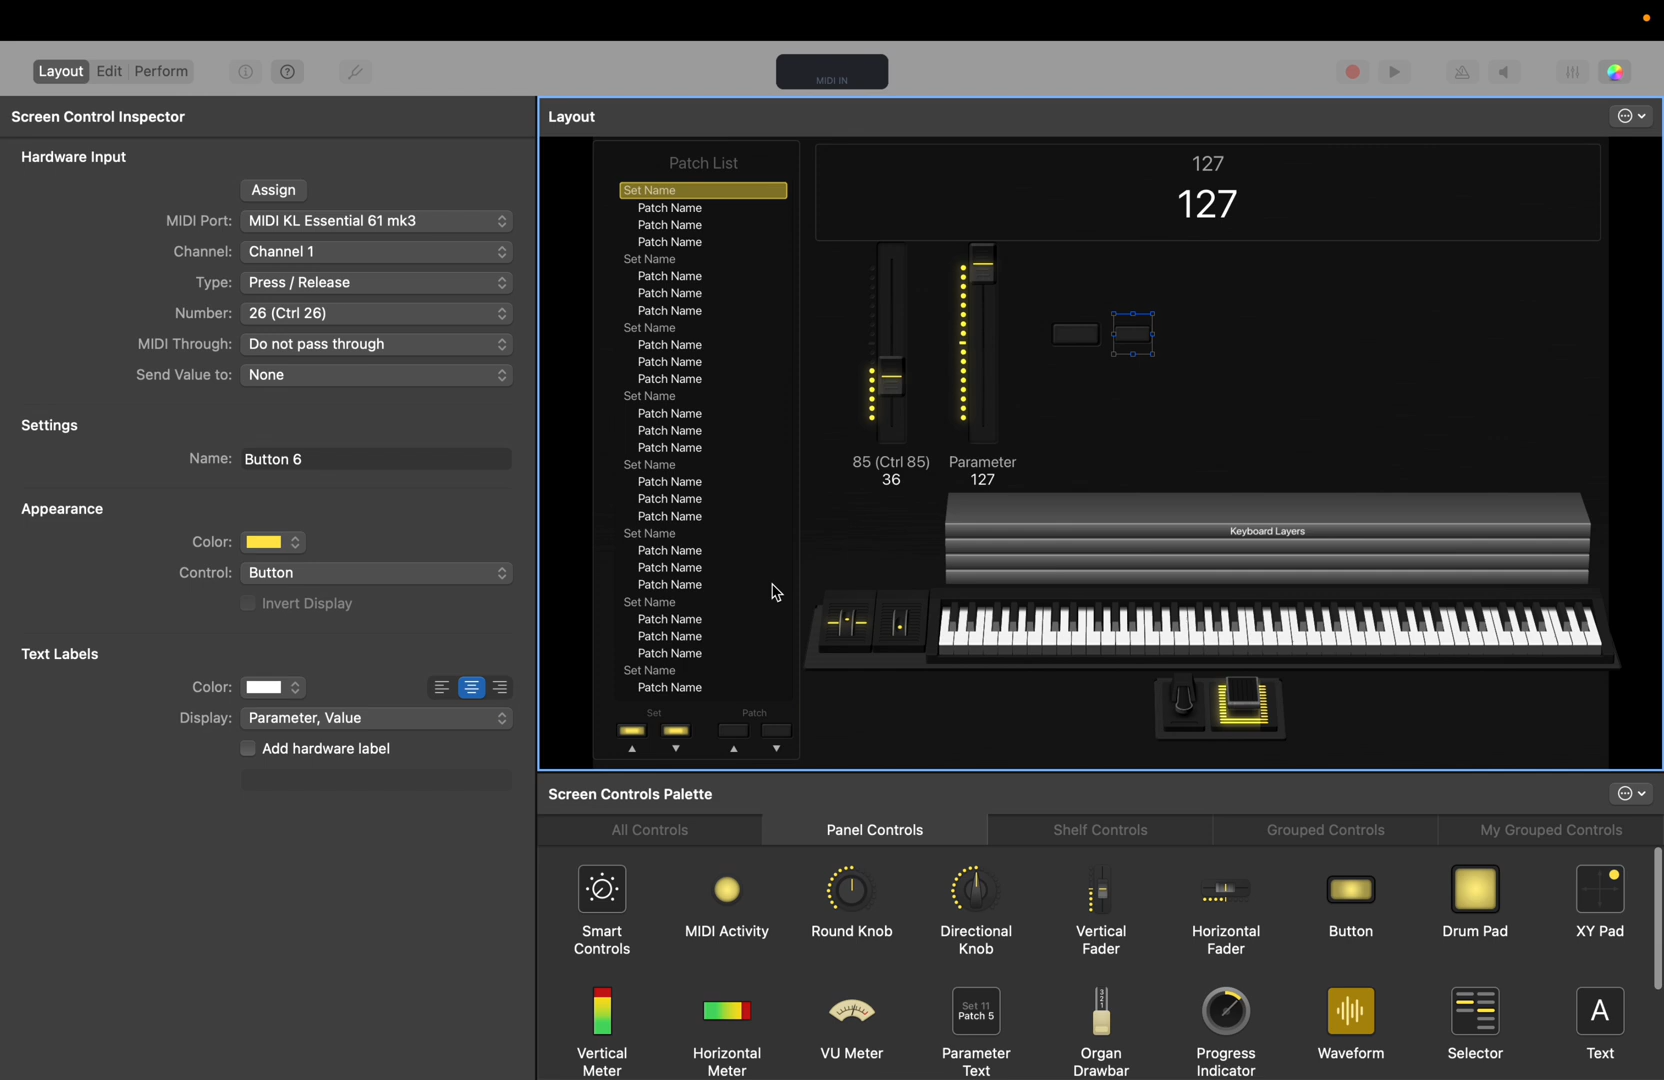 Layout Edit Perform
MIDI IN
Screen Control Inspector
Hardware Input
Assign
MIDI Port: MIDI KL Essential 61 mk3
Channel: Channel 1
Type: Press / Release
Number: 26 (Ctrl 26)
MIDI Through: Do not pass through
Send Value to: None
Settings
Name: Button 6
Appearance
Color:
Control: Button
Invert Display
Text Labels
Color:
Display: Parameter, Value
Add hardware label
Layout
Patch List
Set Name
Patch Name
Patch Name
Patch Name
Set Name
Patch Name
Patch Name
Patch Name
Set Name
Patch Name
Patch Name
Patch Name
Set Name
Patch Name
Patch Name
Patch Name
Set Name
Patch Name
Patch Name
Patch Name
Set Name
Patch Name
Patch Name
Patch Name
Set Name
Patch Name
Patch Name
Patch Name
Set Name
Patch Name
Set Patch
127
127
85 (Ctrl 85) Parameter
36 127
Keyboard Layers
Screen Controls Palette
All Controls Panel Controls Shelf Controls Grouped Controls My Grouped Controls
Smart
Controls
MIDI Activity
Round Knob
Directional
Knob
Vertical
Fader
Horizontal
Fader
Button
Drum Pad
XY Pad
Vertical
Meter
Horizontal
Meter
VU Meter
Set 11
Patch 5
Parameter
Text
3
2
1
Organ
Drawbar
Progress
Indicator
Waveform
Selector
A
Text